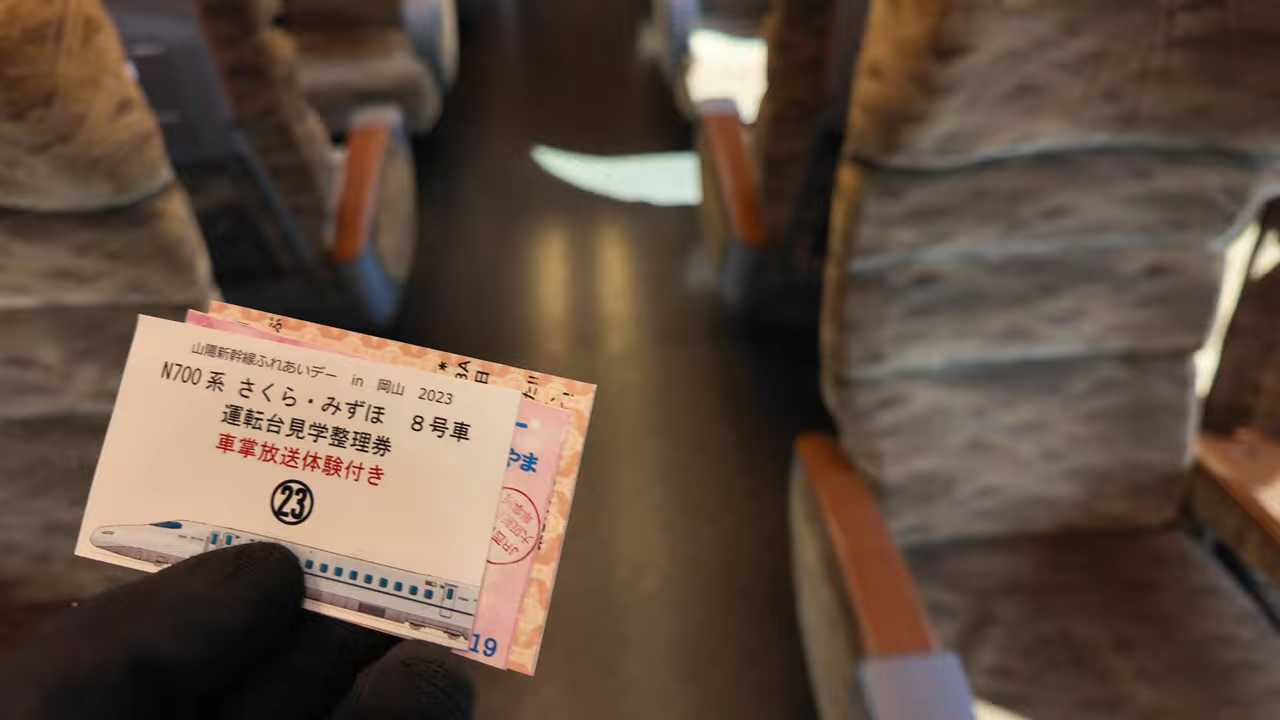 山陽新幹線ふれあいデー in 岡山 2023
N700系 さくら・みずほ 8号車
運転台見学整理券
車掌放送体験付き
㉓
やま
19